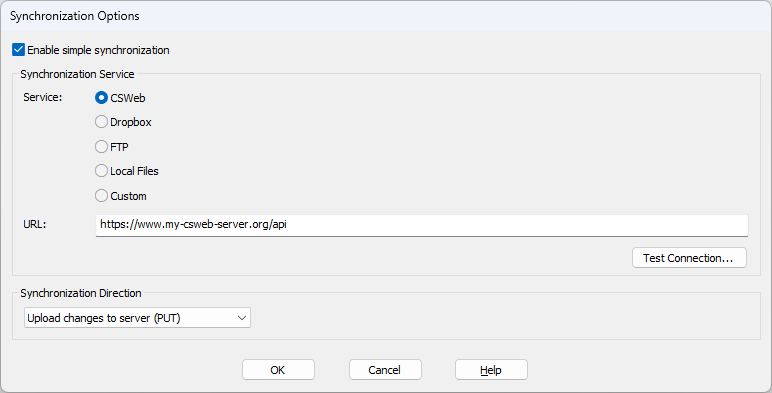 Synchronization Options
Enable simple synchronization
Synchronization Service
Service:
CSWeb
Dropbox
FTP
Local Files
Custom
URL: https://www.my-csweb-server.org/api
Test Connection...
Synchronization Direction
Upload changes to server (PUT)
OK Cancel Help